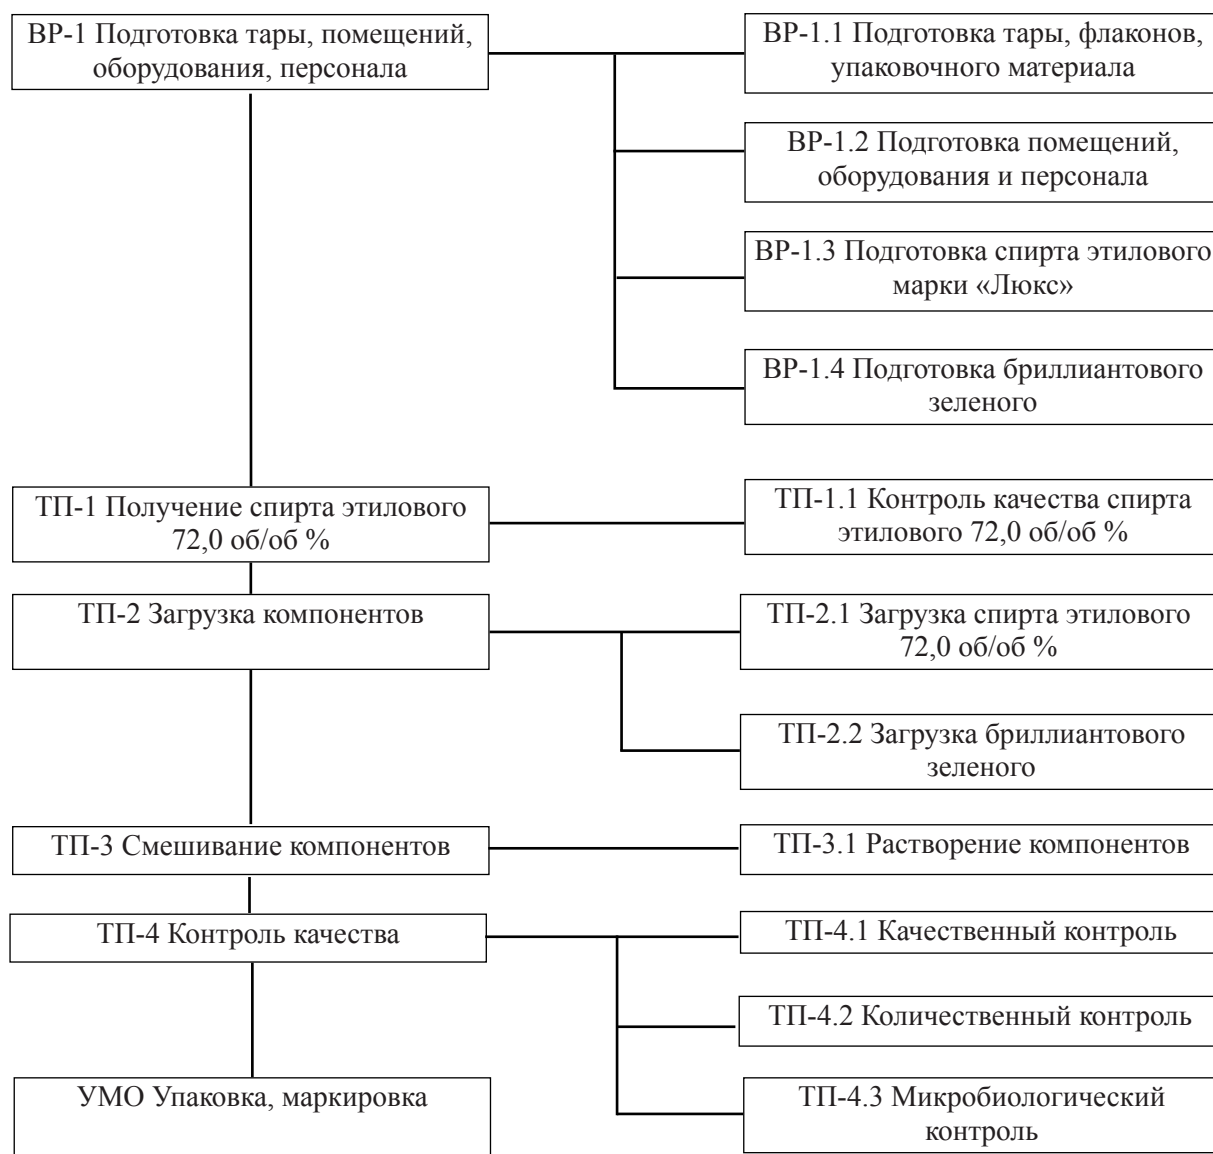 ВР-1 Подготовка тары, помещений,
оборудования, персонала
ВР-1.1 Подготовка тары, флаконов,
упаковочного материала
ВР-1.2 Подготовка помещений,
оборудования и персонала
ВР-1.3 Подготовка спирта этилового
марки «Люкс»
ВР-1.4 Подготовка бриллиантового
зеленого
ТП-1 Получение спирта этилового
72,0 об/об %
ТП-1.1 Контроль качества спирта
этилового 72,0 об/об %
ТП-2 Загрузка компонентов
ТП-2.1 Загрузка спирта этилового
72,0 об/об %
ТП-2.2 Загрузка бриллиантового
зеленого
ТП-3 Смешивание компонентов
ТП-3.1 Растворение компонентов
ТП-4 Контроль качества
ТП-4.1 Качественный контроль
ТП-4.2 Количественный контроль
УМО Упаковка, маркировка
ТП-4.3 Микробиологический
контроль